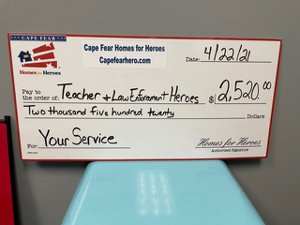 CAPE FEAR
Homes for Heroes
Cape Fear Homes for Heroes
Capefearhero.com
Date: 4/22/21
Pay to
the order of: Teacher + Law Enforcement Heroes $ 2,520.00
Two thousand five hundred twenty Dollars
For: Your Service
Homes for Heroes
Authorized Signature